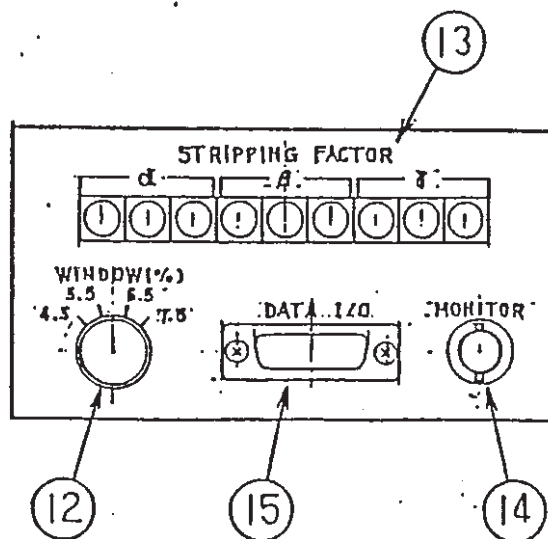 13
STRIPPING FACTOR
α β γ
WINDOW(%)
4.5 5.5 6.5 7.5
DATA I/O
MONITOR
12
15
14